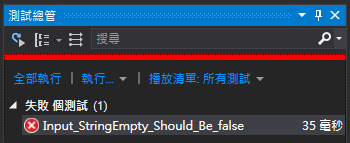 測試總管
搜尋
全部執行 執行... 播放清單: 所有測試
失敗 個測試 (1)
Input_StringEmpty_Should_Be_false 35 毫秒